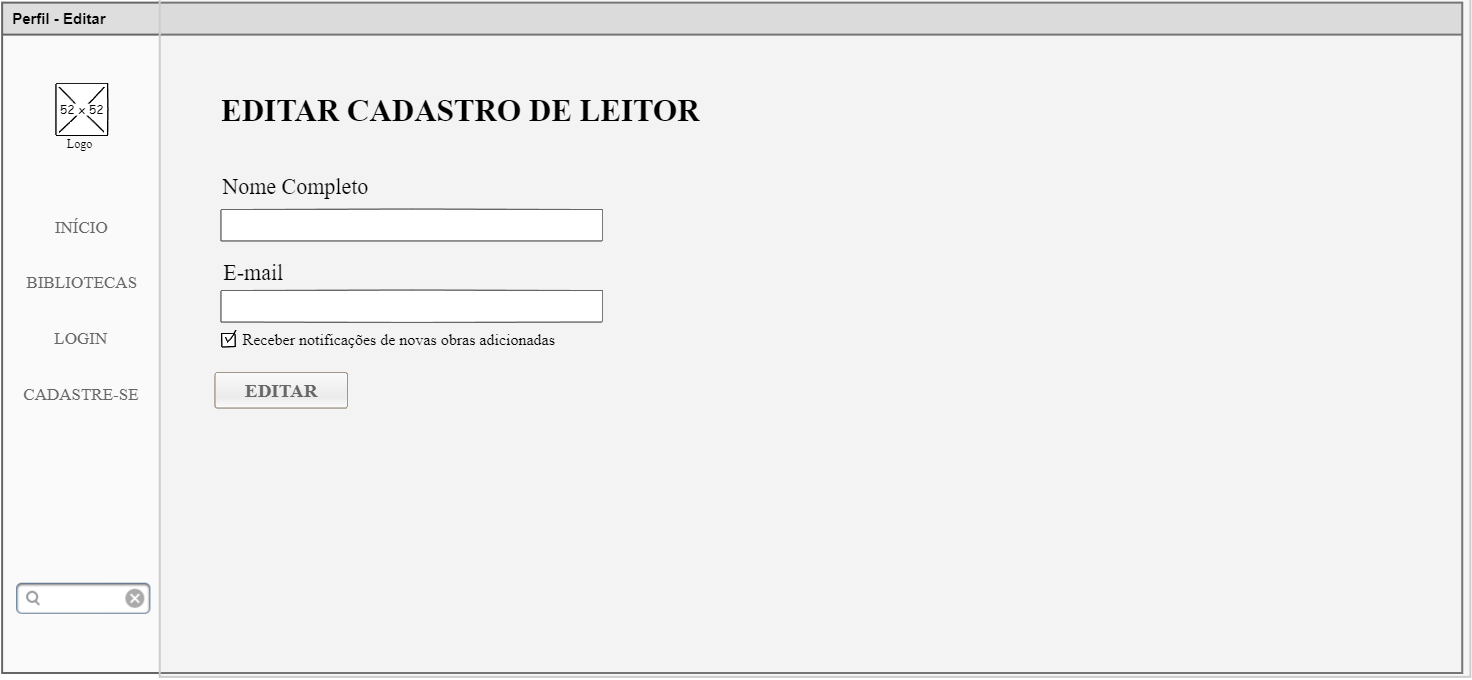 Perfil - Editar
52 x 52
Logo
INÍCIO
BIBLIOTECAS
LOGIN
CADASTRE-SE
EDITAR CADASTRO DE LEITOR
Nome Completo
E-mail
Receber notificações de novas obras adicionadas
EDITAR